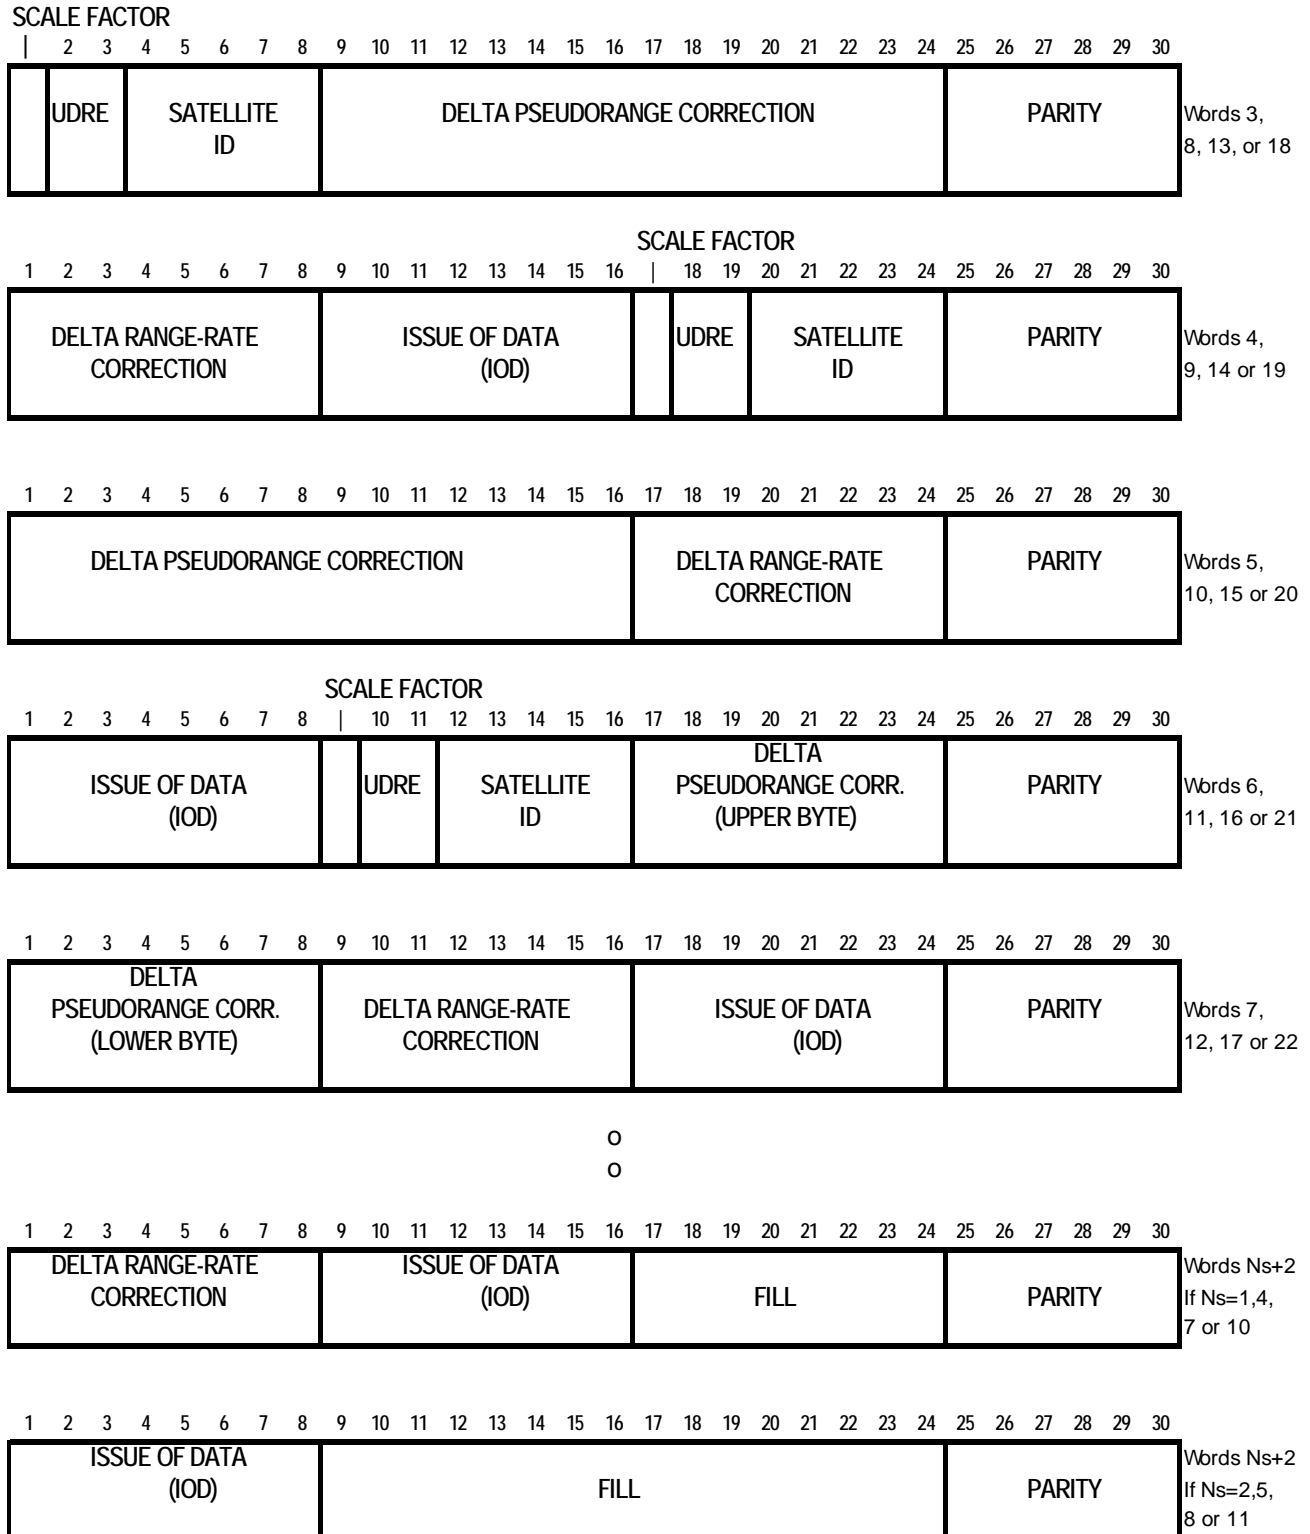 SCALE FACTOR
| 2 3 4 5 6 7 8 9 10 11 12 13 14 15 16 17 18 19 20 21 22 23 24 25 26 27 28 29 30
UDRE SATELLITE DELTA PSEUDORANGE CORRECTION PARITY Words 3,
ID 8, 13, or 18
SCALE FACTOR
1 2 3 4 5 6 7 8 9 10 11 12 13 14 15 16 | 18 19 20 21 22 23 24 25 26 27 28 29 30
DELTA RANGE-RATE ISSUE OF DATA UDRE SATELLITE PARITY Words 4,
CORRECTION (IOD) ID 9, 14 or 19
1 2 3 4 5 6 7 8 9 10 11 12 13 14 15 16 17 18 19 20 21 22 23 24 25 26 27 28 29 30
DELTA PSEUDORANGE CORRECTION DELTA RANGE-RATE PARITY Words 5,
CORRECTION 10, 15 or 20
SCALE FACTOR
1 2 3 4 5 6 7 8 | 10 11 12 13 14 15 16 17 18 19 20 21 22 23 24 25 26 27 28 29 30
DELTA
ISSUE OF DATA UDRE SATELLITE PSEUDORANGE CORR. PARITY Words 6,
(IOD) ID (UPPER BYTE) 11, 16 or 21
1 2 3 4 5 6 7 8 9 10 11 12 13 14 15 16 17 18 19 20 21 22 23 24 25 26 27 28 29 30
DELTA
PSEUDORANGE CORR. DELTA RANGE-RATE ISSUE OF DATA PARITY Words 7,
(LOWER BYTE) CORRECTION (IOD) 12, 17 or 22
o
o
1 2 3 4 5 6 7 8 9 10 11 12 13 14 15 16 17 18 19 20 21 22 23 24 25 26 27 28 29 30
DELTA RANGE-RATE ISSUE OF DATA Words Ns+2
CORRECTION (IOD) FILL PARITY If Ns=1,4,
7 or 10
1 2 3 4 5 6 7 8 9 10 11 12 13 14 15 16 17 18 19 20 21 22 23 24 25 26 27 28 29 30
ISSUE OF DATA Words Ns+2
(IOD) FILL PARITY If Ns=2,5,
8 or 11